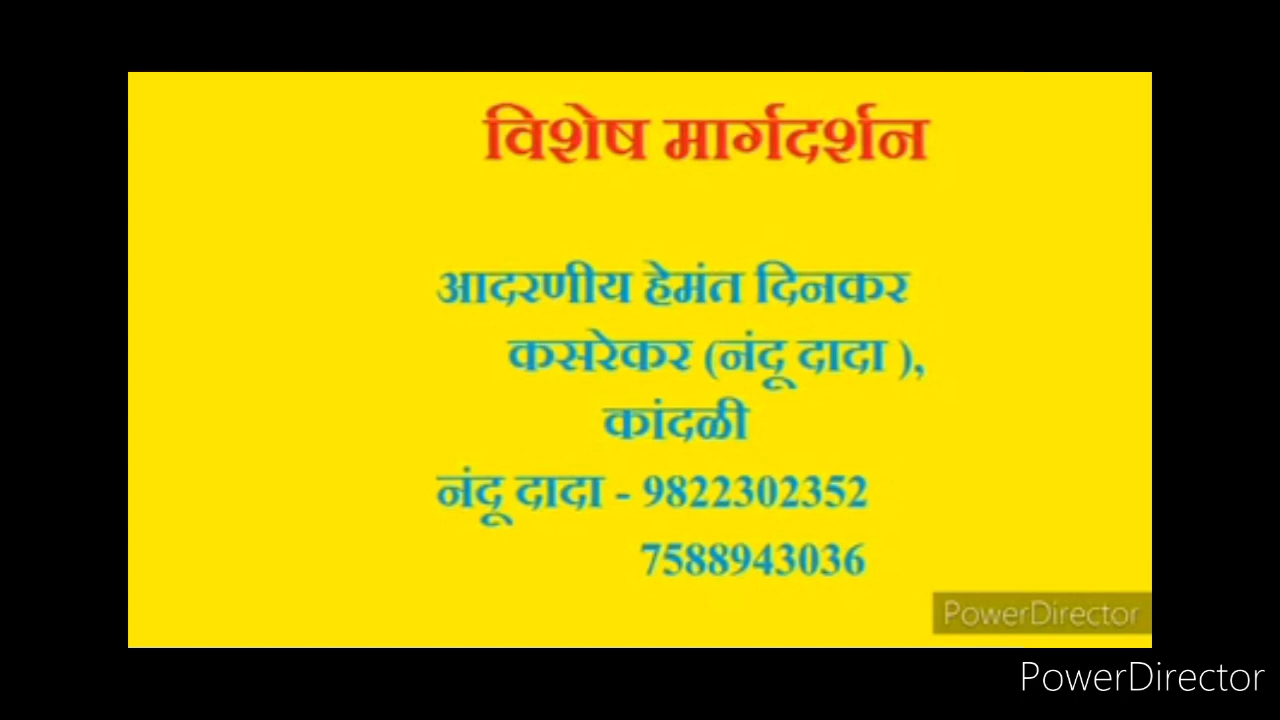 विशेष मार्गदर्शन
आदरणीय हेमंत दिनकर
कसरेकर (नंदू दादा ),
कांदळी
नंदू दादा - 9822302352
7588943036
PowerDirector
PowerDirector